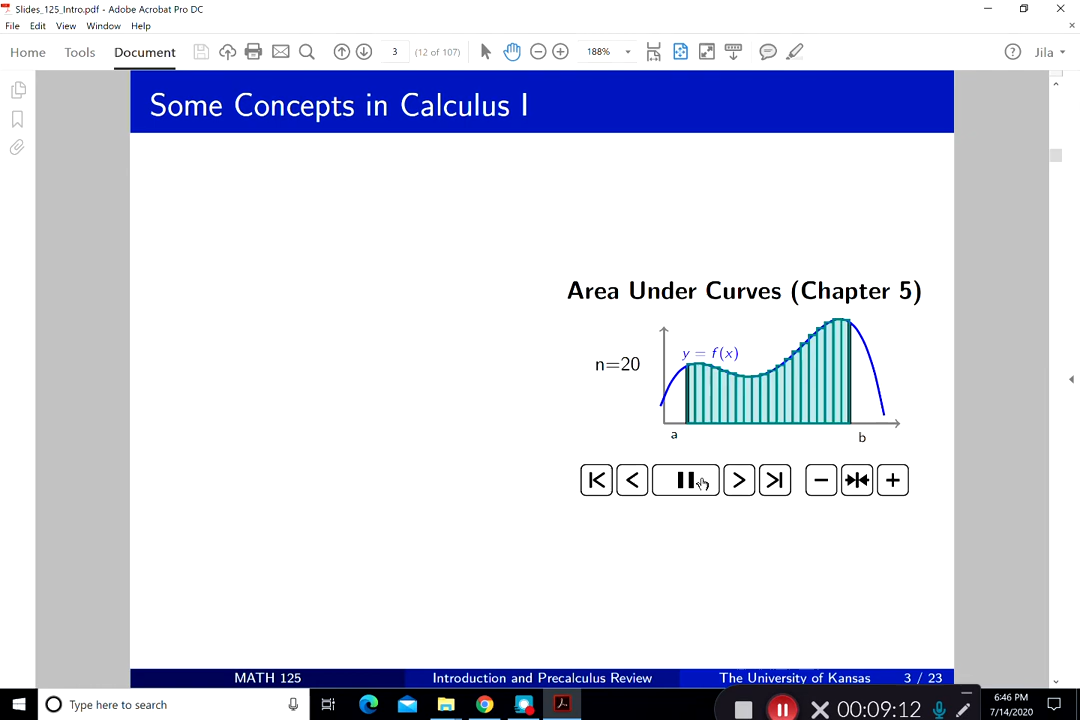 Slides_125_Intro.pdf - Adobe Acrobat Pro DC
File Edit View Window Help
Home Tools Document 3 (12 of 107) 188% Jila
Some Concepts in Calculus I
Area Under Curves (Chapter 5)
y = f(x)
n=20
a b
MATH 125 Introduction and Precalculus Review The University of Kansas 3 / 23
Type here to search 00:09:12 6:46 PM
7/14/2020